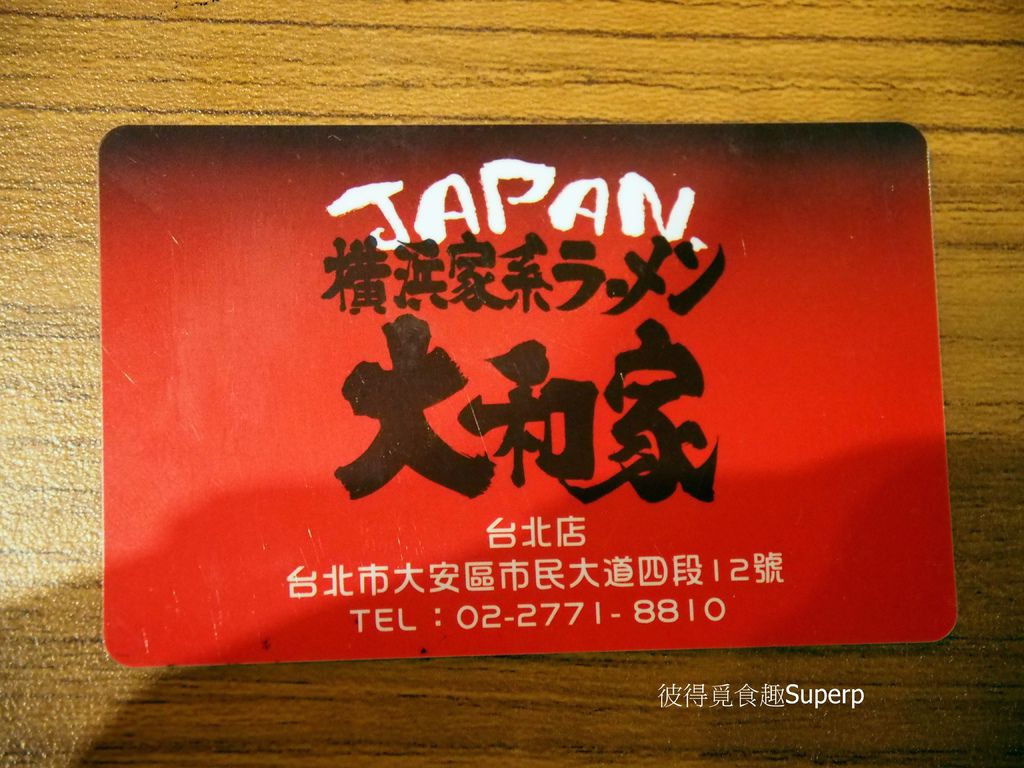 JAPAN
横浜家系ラーメン
大和家
台北店
台北市大安區市民大道四段12號
TEL：02-2771-8810
彼得覓食趣Superp